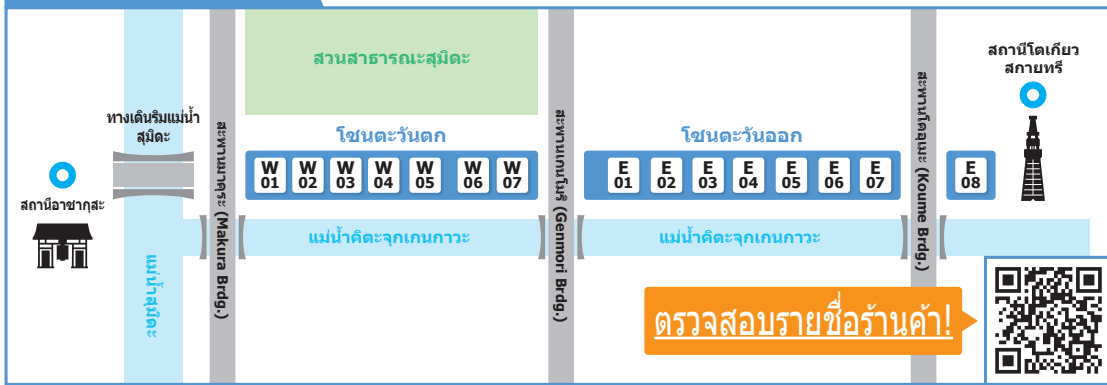 สวนสาธารณะสุมิดะ
สถานีโตเกียว
สกายทรี
ทางเดินริมแม่น้ำ
สุมิดะ
สถานีอาซากุสะ
โซนตะวันตก
W 01
W 02
W 03
W 04
W 05
W 06
W 07
โซนตะวันออก
E 01
E 02
E 03
E 04
E 05
E 06
E 07
E 08
สะพานมาคุระ (Makura Brdg.)
สะพานเกนโมริ (Genmori Brdg.)
สะพานโคอุเมะ (Koume Brdg.)
แม่น้ำคิตะจุกเกนกาวะ
แม่น้ำคิตะจุกเกนกาวะ
แม่น้ำสุมิดะ
ตรวจสอบรายชื่อร้านค้า!